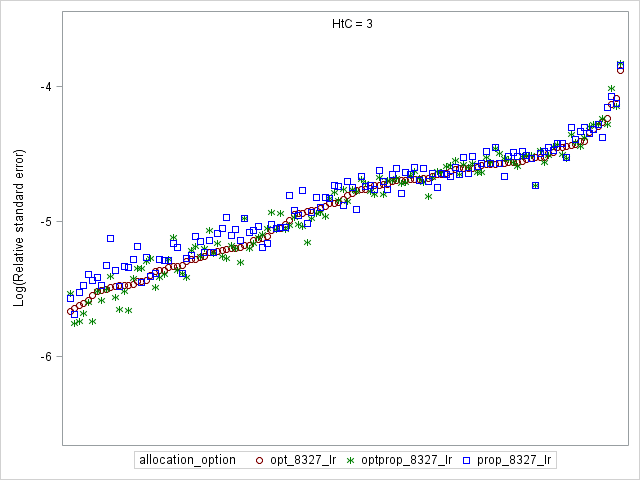 HtC = 3
-4
-5
-6
Log(Relative standard error)
allocation_option opt_8327_lr optprop_8327_lr prop_8327_lr